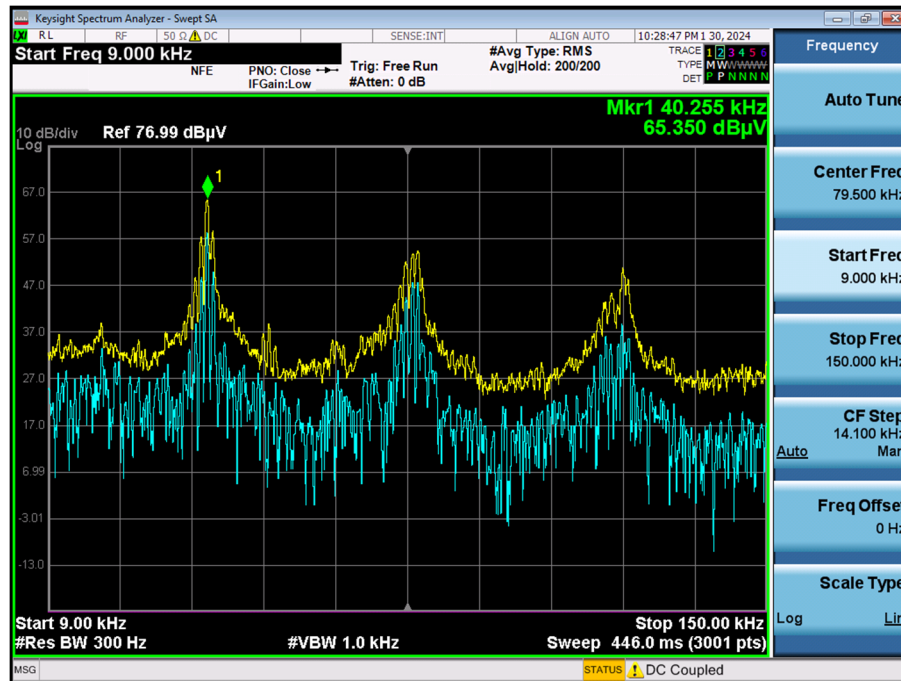 Keysight Spectrum Analyzer - Swept SA
LXI RL RF 50 Ω DC SENSE:INT ALIGN AUTO 10:28:47 PM 1 30, 2024
Start Freq 9.000 kHz
NFE
PNO: Close
IFGain:Low
Trig: Free Run
#Atten: 0 dB
#Avg Type: RMS
Avg|Hold: 200/200
TRACE 1 2 3 4 5 6
TYPE M W W W W W
DET P P N N N N
Mkr1 40.255 kHz
65.350 dBµV
10 dB/div
Log
Ref 76.99 dBµV
1
67.0
57.0
47.0
37.0
27.0
17.0
6.99
-3.01
-13.0
Start 9.00 kHz
#Res BW 300 Hz
#VBW 1.0 kHz
Stop 150.00 kHz
Sweep 446.0 ms (3001 pts)
MSG
STATUS
! DC Coupled
Frequency
Auto Tune
Center Freq
79.500 kHz
Start Freq
9.000 kHz
Stop Freq
150.000 kHz
CF Step
14.100 kHz
Auto Man
Freq Offset
0 Hz
Scale Type
Log Lin